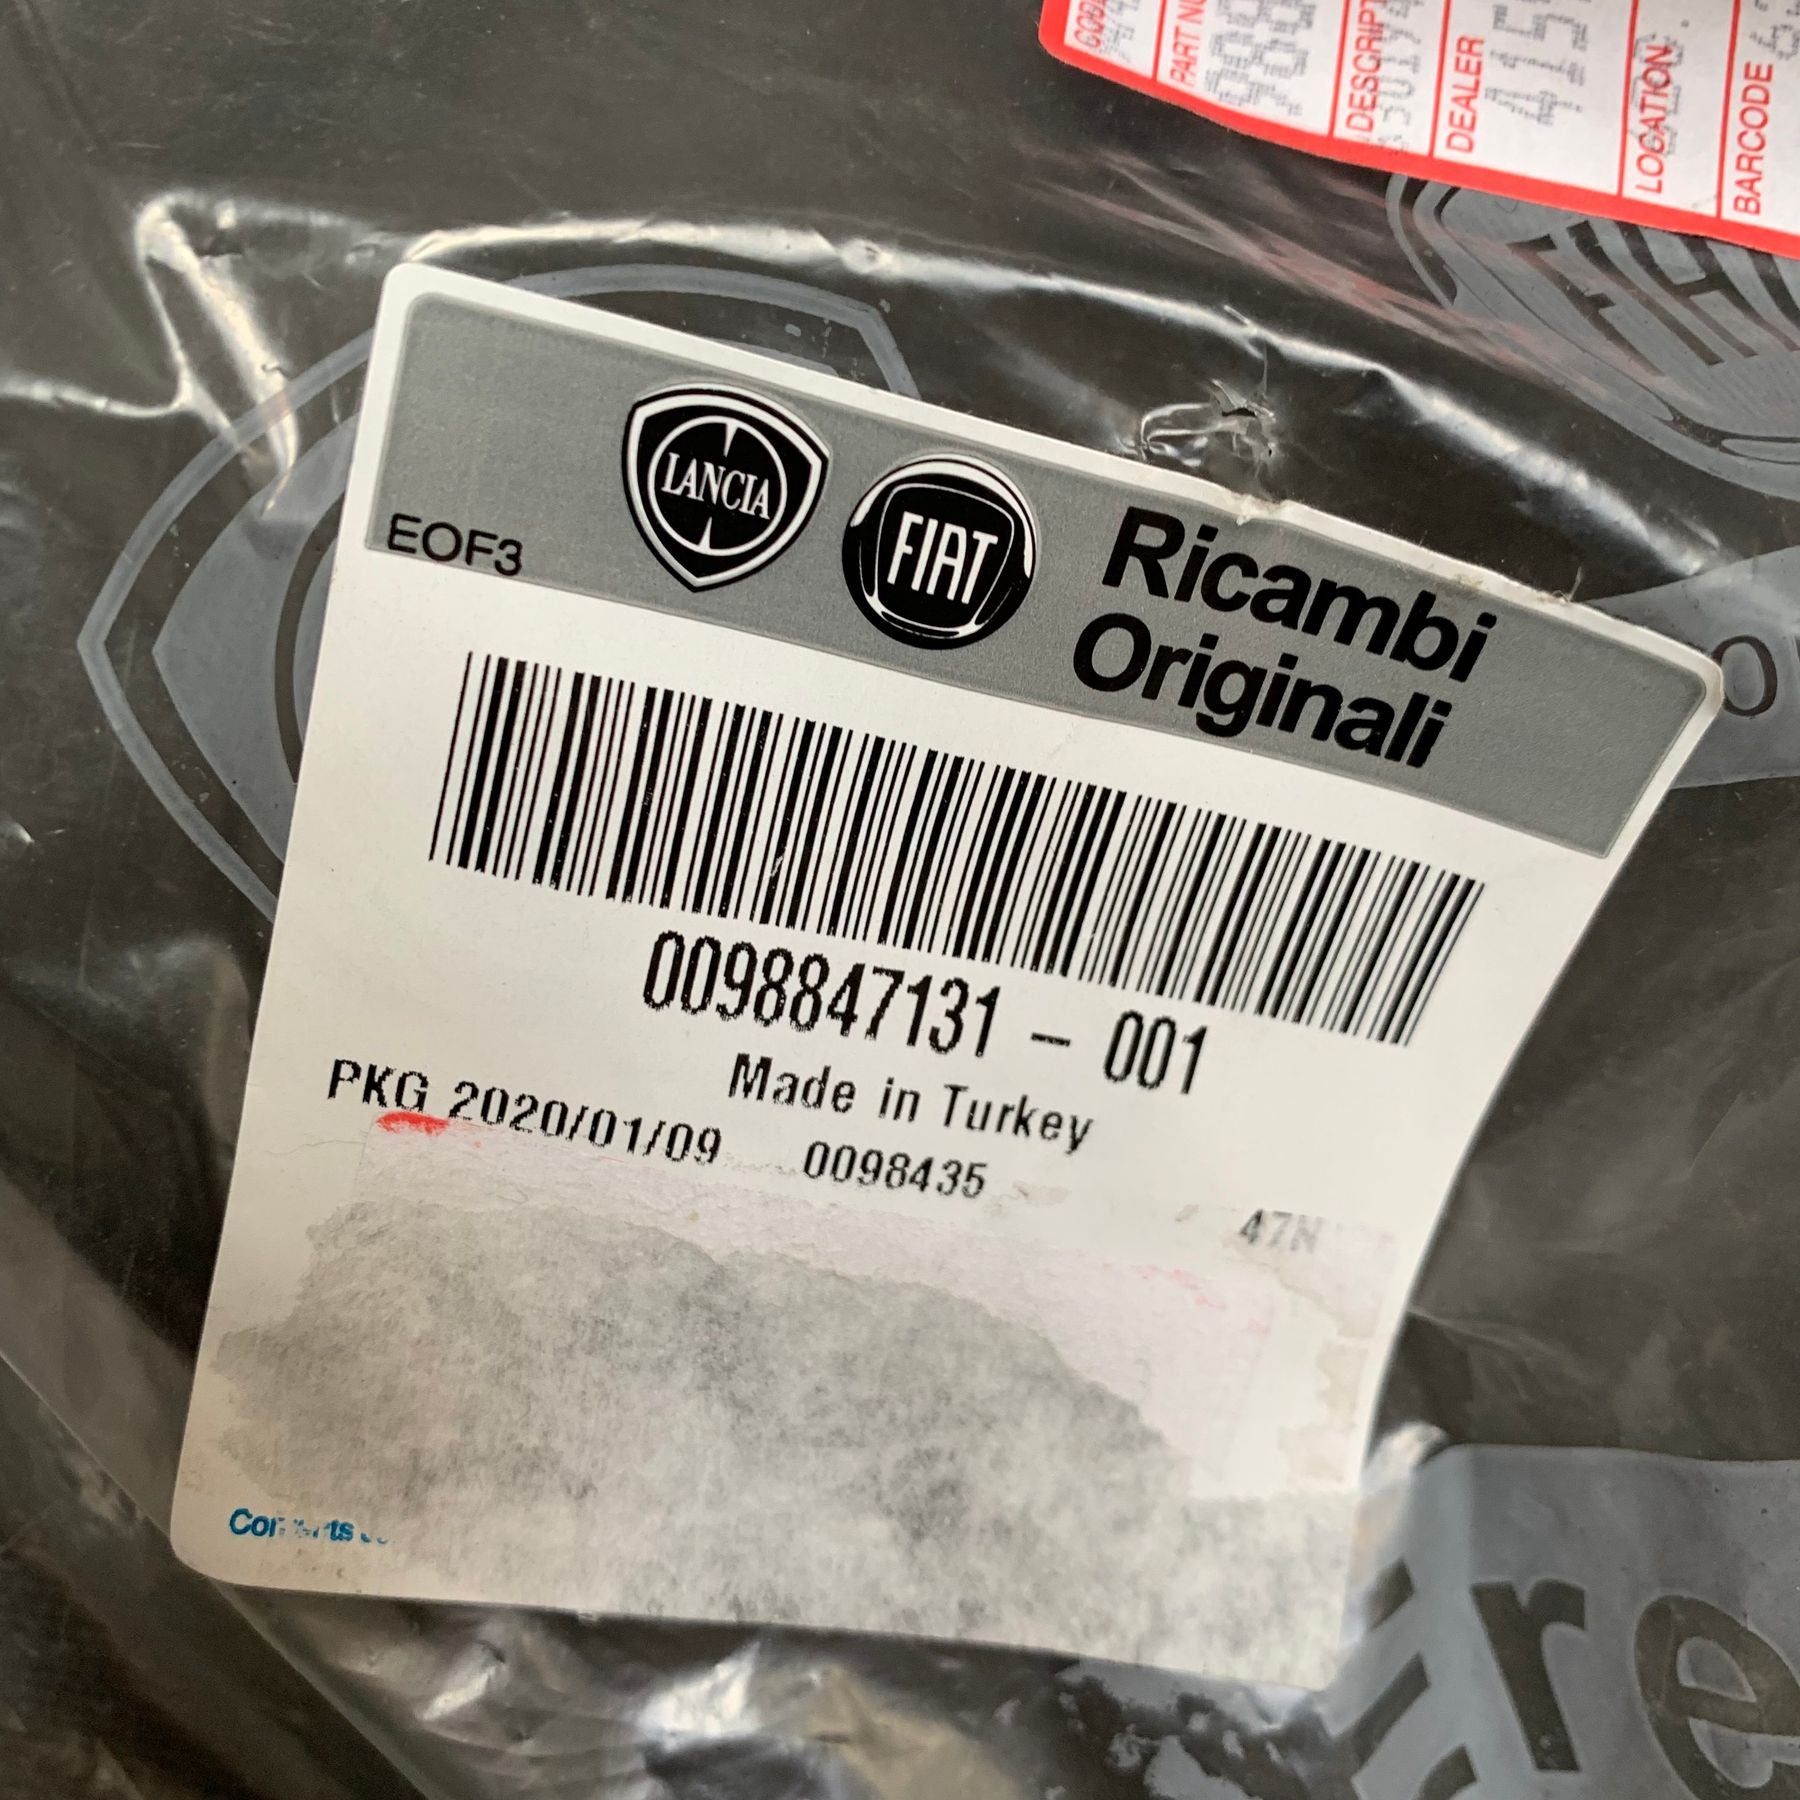 PART
DESCRIPT
DEALER
LOCATION
BARCODE
LANCIA
FIAT
Ricambi
Originali
EOF3
0098847131 - 001
Made in Turkey
PKG 2020/01/09 0098435
47N
re